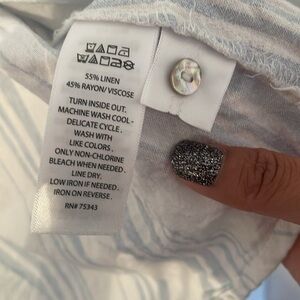 55% LINEN
45% RAYON/VISCOSE
TURN INSIDE OUT.
MACHINE WASH COOL -
DELICATE CYCLE.
WASH WITH
LIKE COLORS.
ONLY NON-CHLORINE
BLEACH WHEN NEEDED.
LINE DRY.
LOW IRON IF NEEDED.
IRON ON REVERSE.
RN# 75343